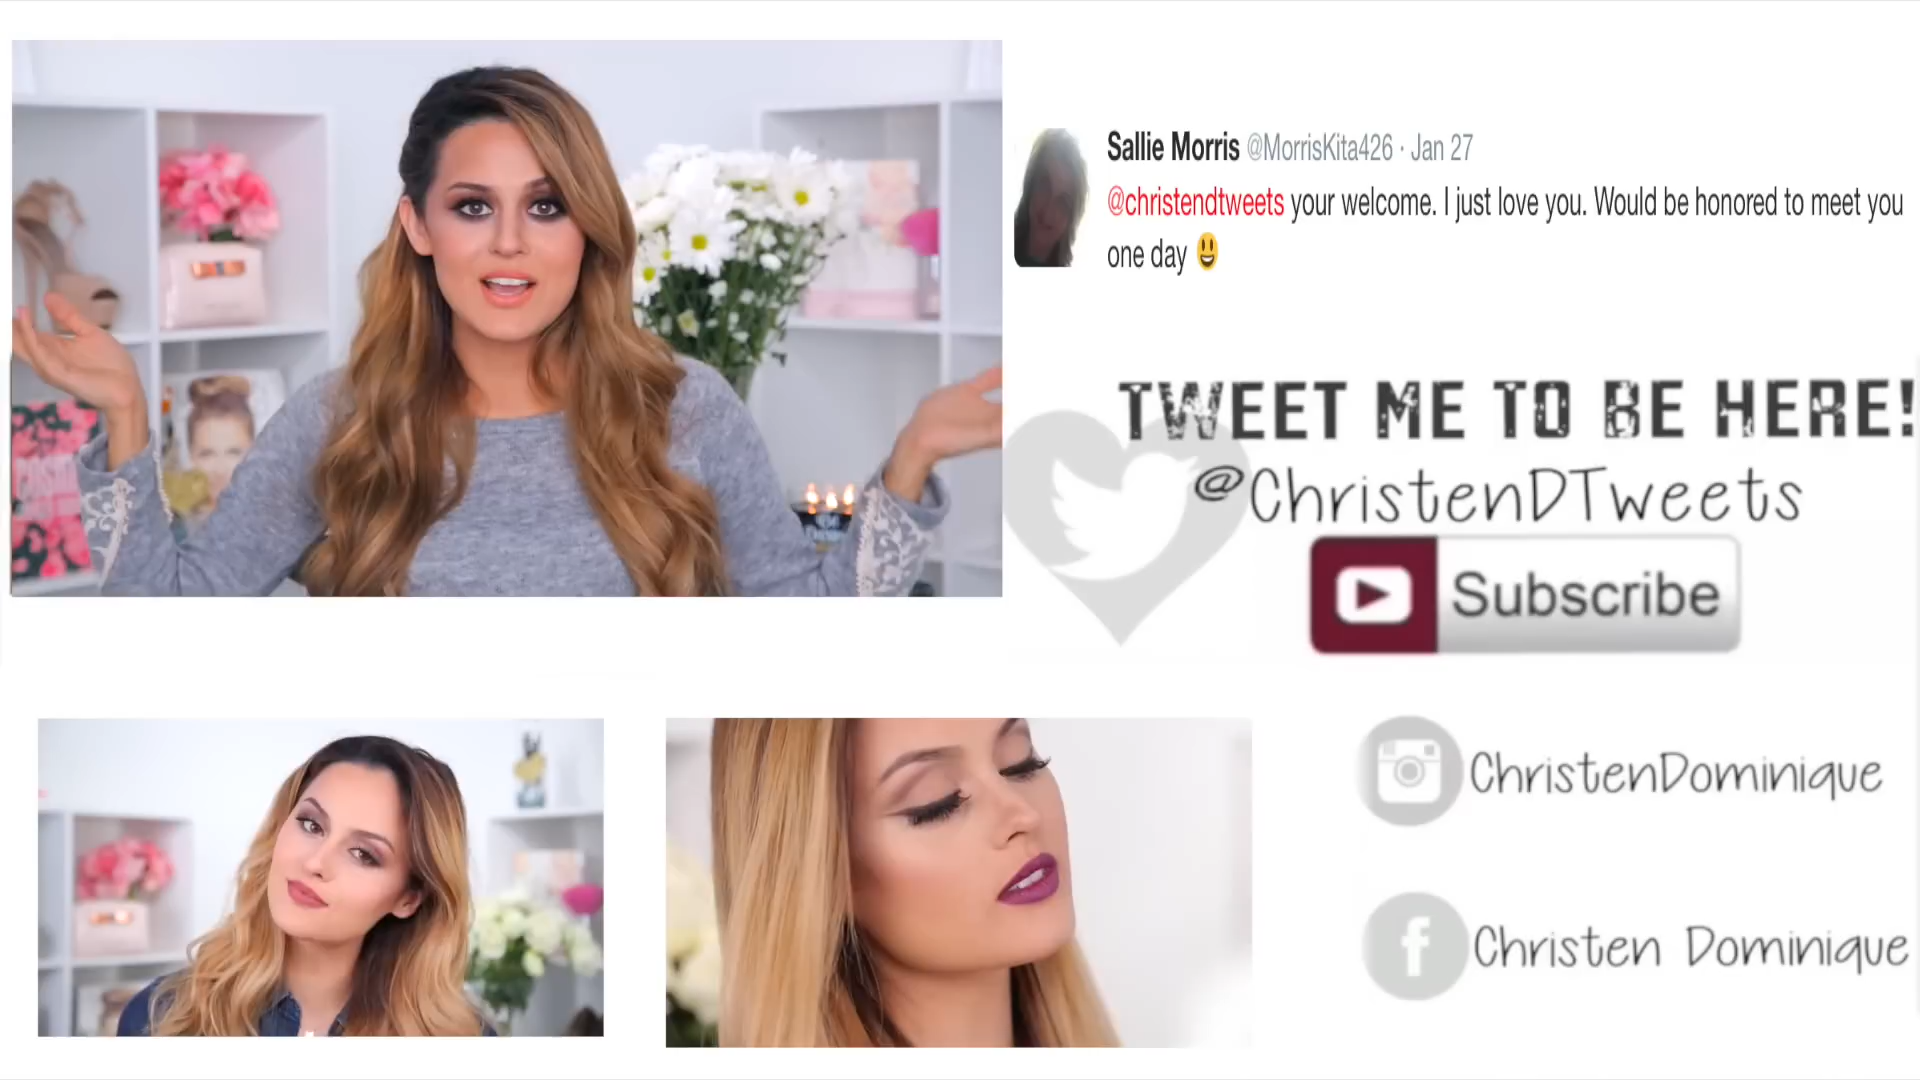 Sallie Morris @MorrisKita426 · Jan 27
@christendtweets your welcome. I just love you. Would be honored to meet you
one day 😃
TWEET ME TO BE HERE!
@ChristenDTweets
Subscribe
ChristenDominique
Christen Dominique